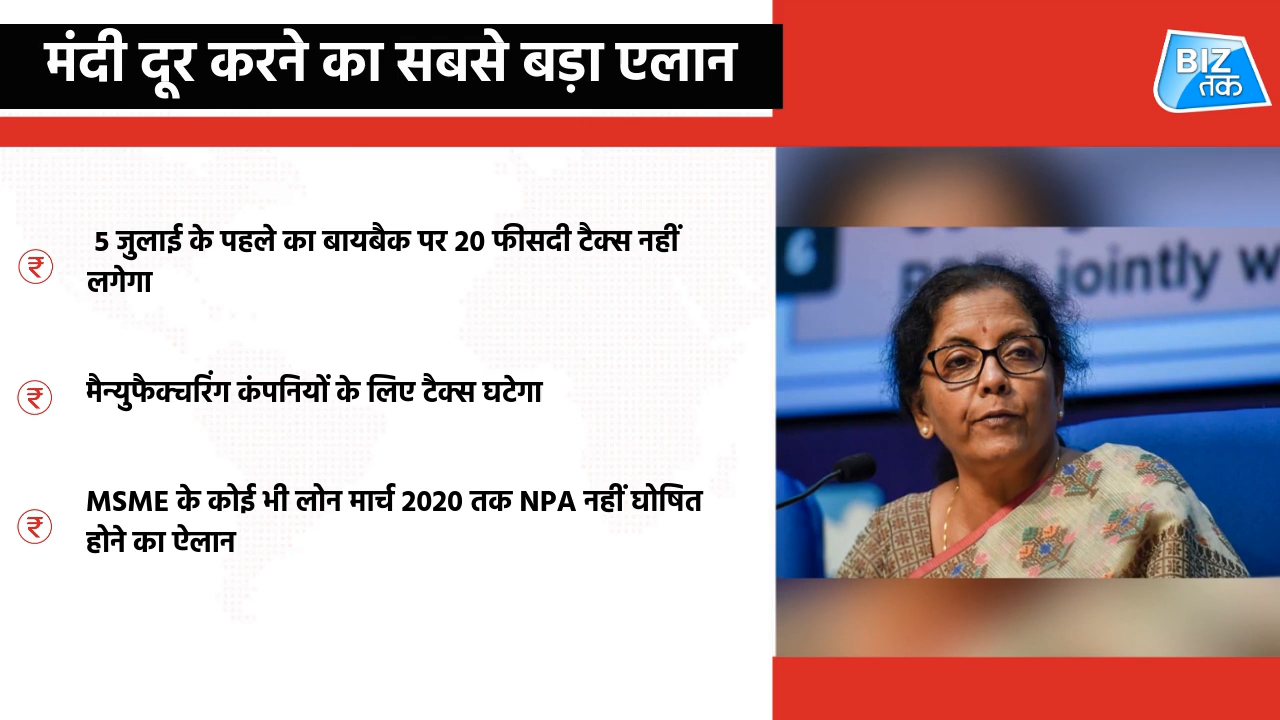 मंदी दूर करने का सबसे बड़ा एलान
BIZ
तक
5 जुलाई के पहले का बायबैक पर 20 फीसदी टैक्स नहीं
लगेगा
मैन्युफैक्चरिंग कंपनियों के लिए टैक्स घटेगा
MSME के कोई भी लोन मार्च 2020 तक NPA नहीं घोषित
होने का ऐलान
6
jointly w